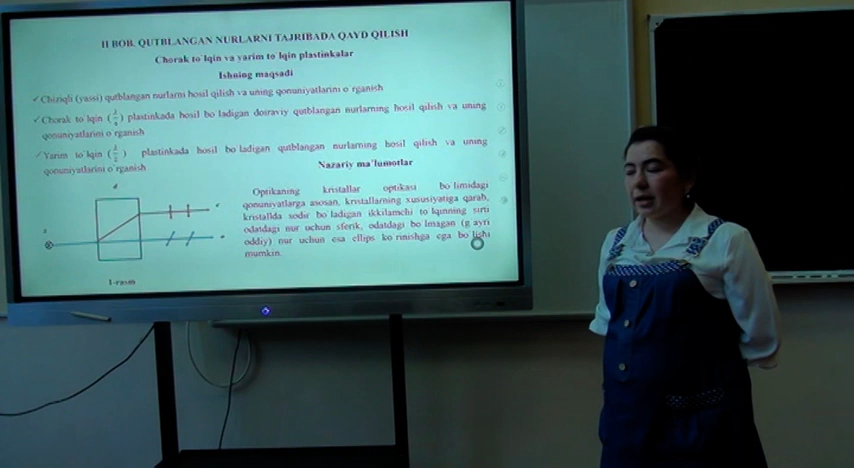 II BOB. QUTBLANGAN NURLARNI TAJRIBADA QAYD QILISH
Chorak to'lqin va yarim to'lqin plastinkalar
Ishning maqsadi
✓Chiziqli (yassi) qutblangan nurlarni hosil qilish va uning qonuniyatlarini o'rganish
✓Chorak to'lqin (λ/4) plastinkada hosil bo'ladigan doiraviy qutblangan nurlarning hosil qilish va uning
qonuniyatlarini o'rganish
✓Yarim to'lqin (λ/2) plastinkada hosil bo'ladigan qutblangan nurlarning hosil qilish va uning
qonuniyatlarini o'rganish
Nazariy ma'lumotlar
Optikaning kristallar optikasi bo'limidagi
qonuniyatlarga asosan, kristallarning xususiyatiga qarab,
kristallda sodir bo'ladigan ikkilamchi to'lqinning sirti
odatdagi nur uchun sferik, odatdagi bo'lmagan (g'ayri
oddiy) nur uchun esa ellips ko'rinishga ega bo'lishi
mumkin.
d
e
s
o
1-rasm